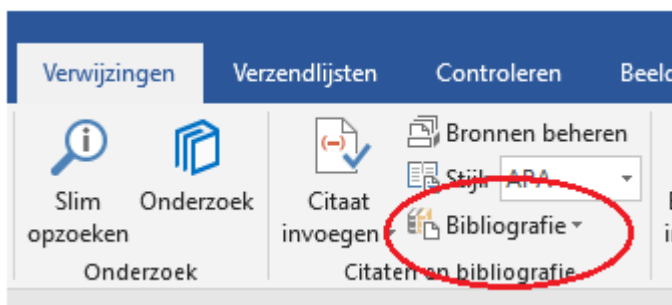 Verwijzingen Verzendlijsten Controleren
Slim opzoeken
Onderzoek
Citaat invoegen
Bronnen beheren
Stijl: APA
Bibliografie
Onderzoek
Citaten en bibliografie